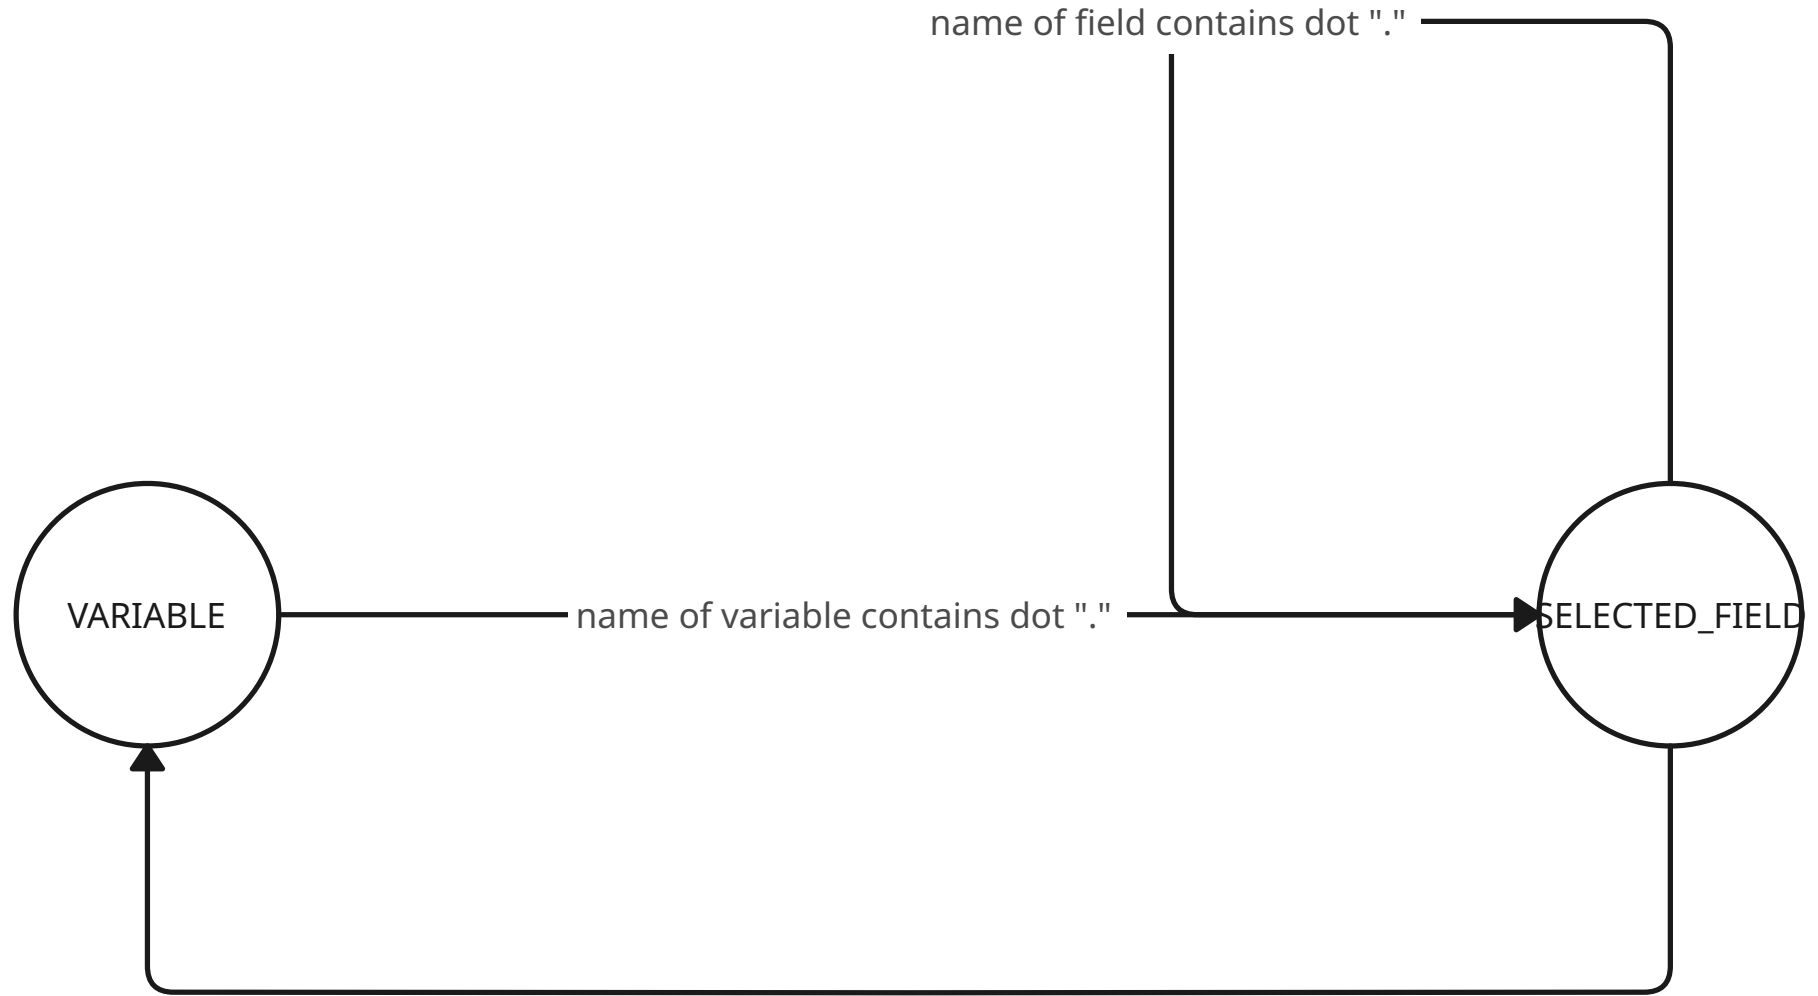 name of field contains dot "."
VARIABLE
name of variable contains dot "."
SELECTED_FIELD